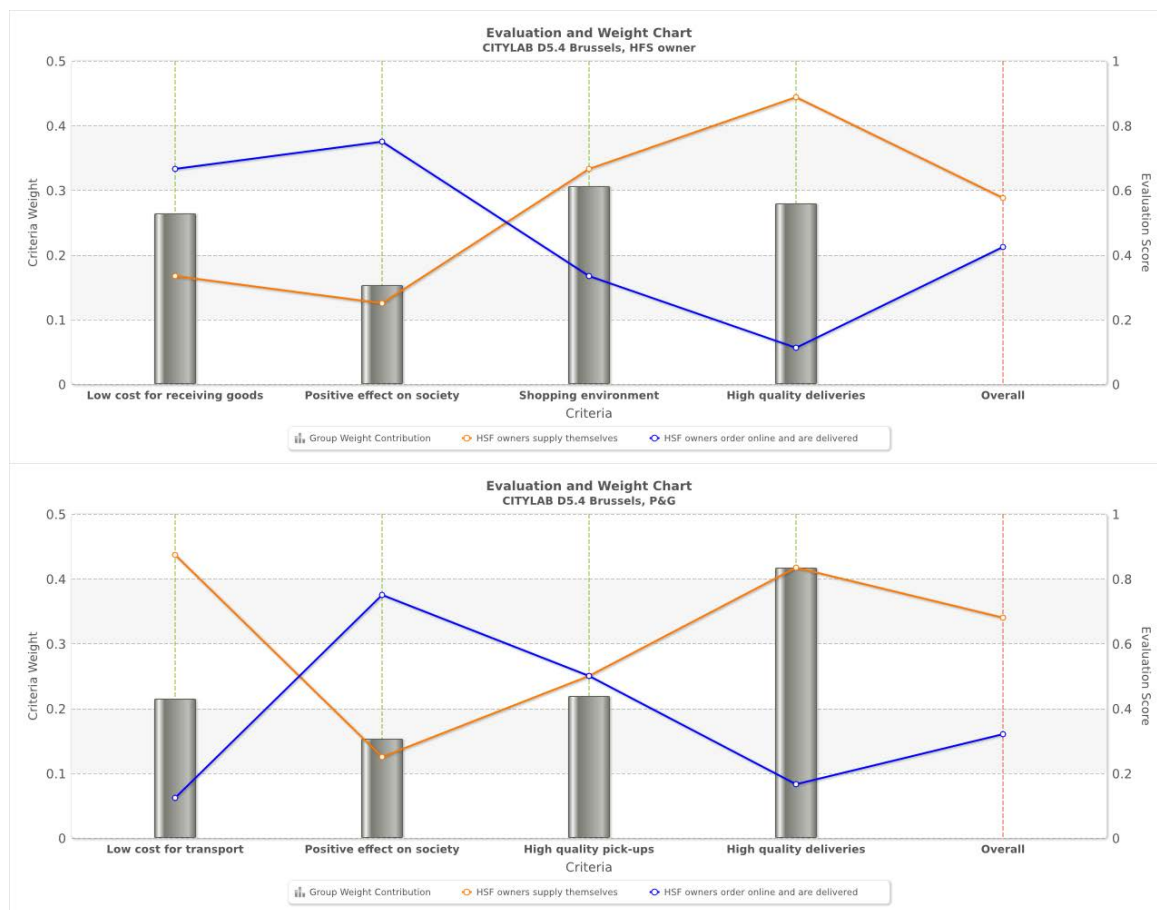 Evaluation and Weight Chart
CITYLAB D5.4 Brussels, HFS owner
0.5
0.4
0.3
0.2
0.1
0
Criteria Weight
1
0.8
0.6
0.4
0.2
0
Evaluation Score
Low cost for receiving goods Positive effect on society Shopping environment High quality deliveries Overall
Criteria
Group Weight Contribution HSF owners supply themselves HSF owners order online and are delivered
Evaluation and Weight Chart
CITYLAB D5.4 Brussels, P&G
0.5
0.4
0.3
0.2
0.1
0
Criteria Weight
1
0.8
0.6
0.4
0.2
0
Evaluation Score
Low cost for transport Positive effect on society High quality pick-ups High quality deliveries Overall
Criteria
Group Weight Contribution HSF owners supply themselves HSF owners order online and are delivered